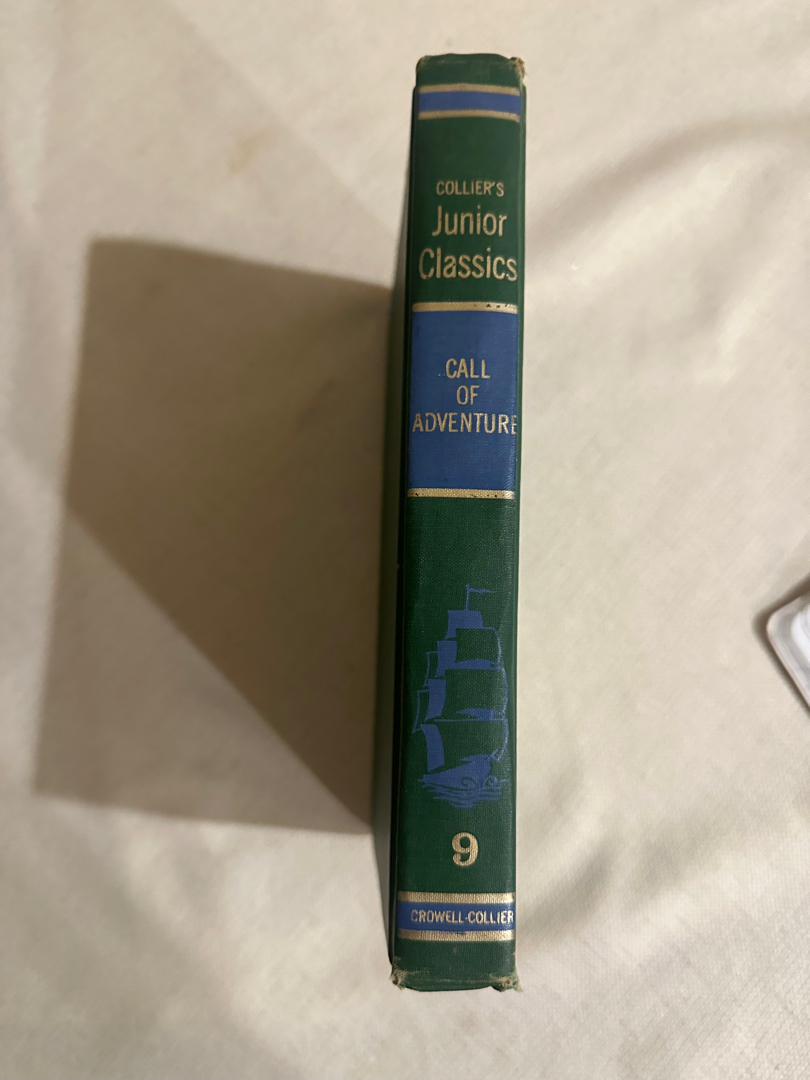 COLLIER'S
Junior
Classics
CALL
OF
ADVENTURE
9
CROWELL-COLLIER